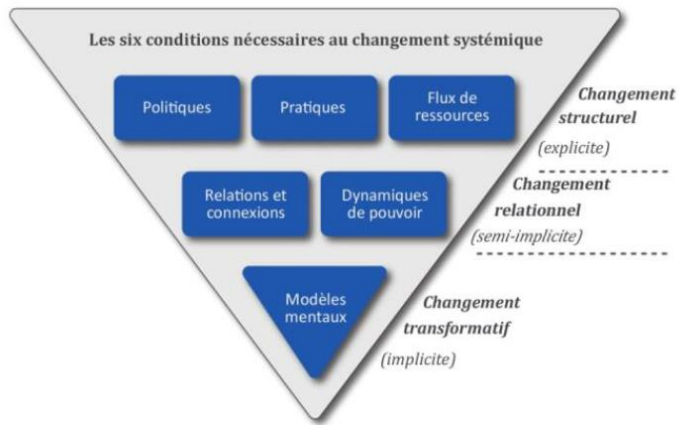 Les six conditions nécessaires au changement systémique
Politiques
Pratiques
Flux de
ressources
Changement
structurel
(explicite)
Relations et
connexions
Dynamiques
de pouvoir
Changement
relationnel
(semi-implicite)
Modèles
mentaux
Changement
transformatif
(implicite)